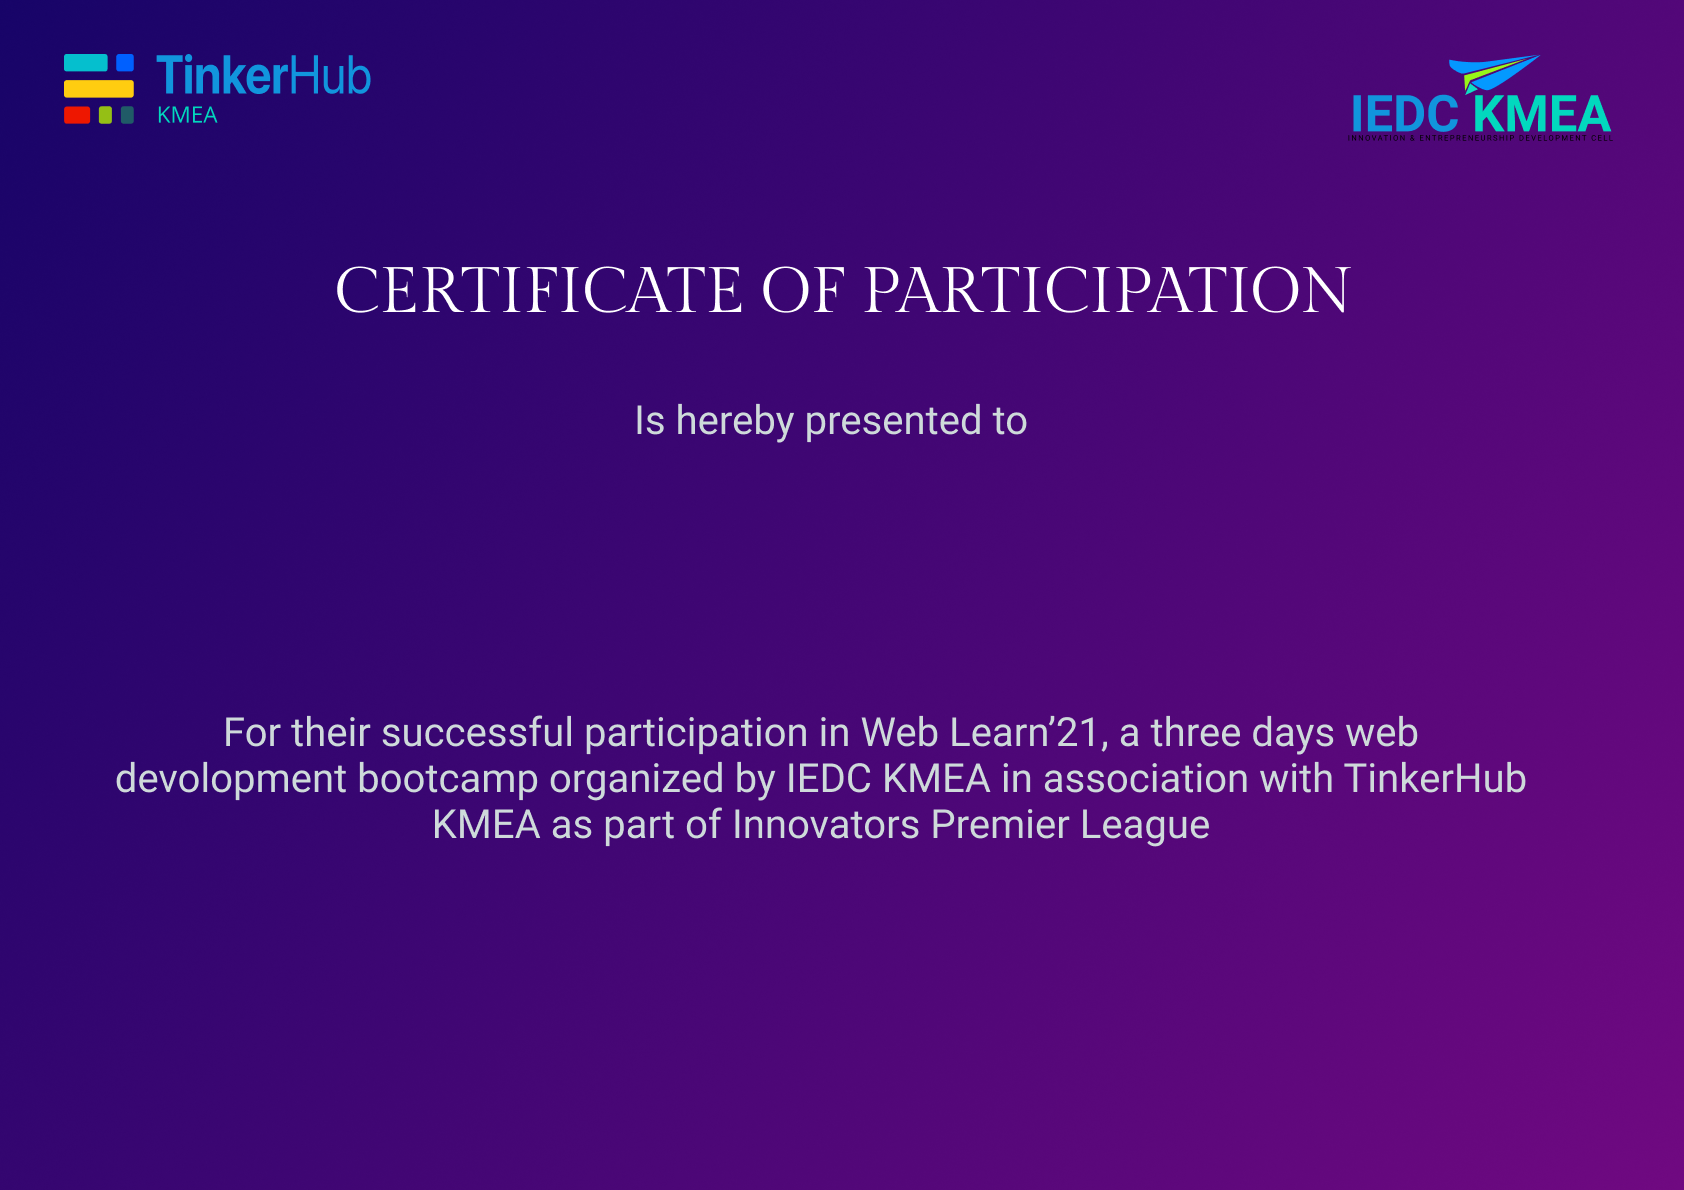 TinkerHub
KMEA
IEDC KMEA
INNOVATION & ENTREPRENEURSHIP DEVELOPMENT CELL
CERTIFICATE OF PARTICIPATION
Is hereby presented to
For their successful participation in Web Learn’21, a three days web
devolopment bootcamp organized by IEDC KMEA in association with TinkerHub
KMEA as part of Innovators Premier League